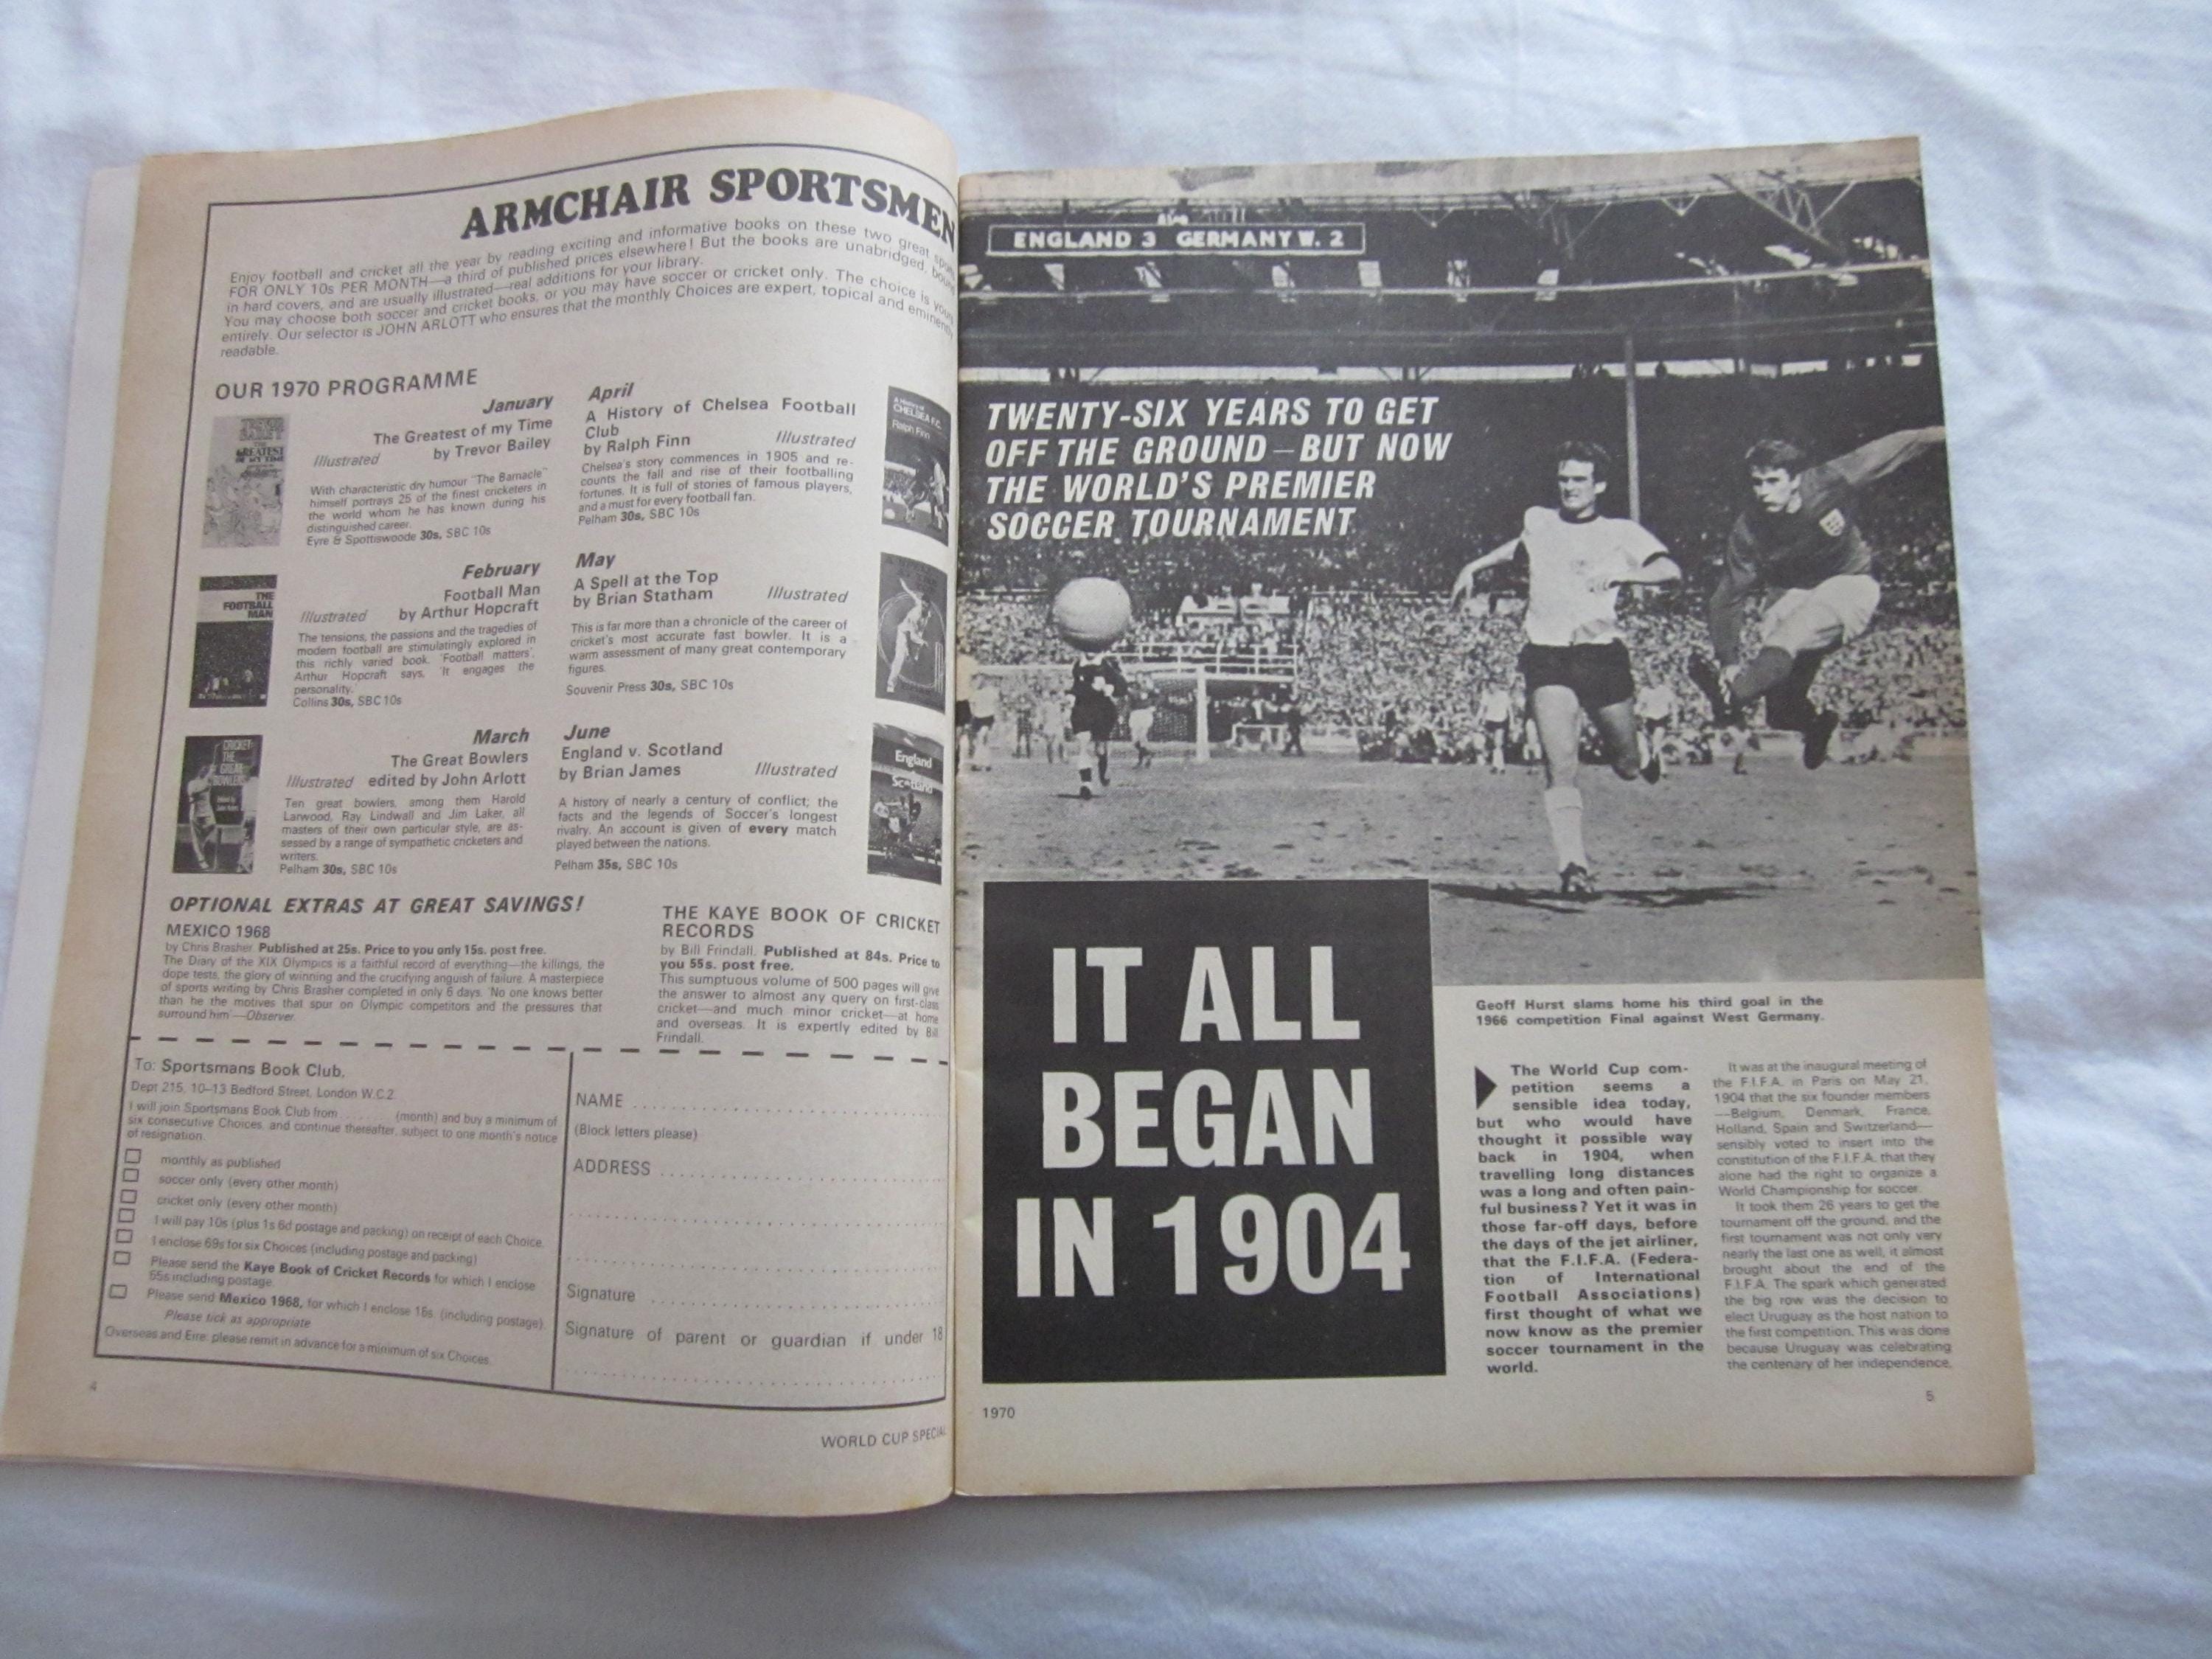 ARMCHAIR SPORTSMEN
Enjoy football and cricket all the year by reading exciting and informative books on these two great sports
FOR ONLY 10s PER MONTH—a third of published prices elsewhere! But the books are unabridged, bound
in hard covers, and are usually illustrated—real additions for your library.
You may choose both soccer and cricket books, or you may have soccer or cricket only. The choice is yours
entirely. Our selector is JOHN ARLOTT who ensures that the monthly Choices are expert, topical and eminently
readable.
OUR 1970 PROGRAMME
January
The Greatest of my Time
Illustrated by Trevor Bailey
With characteristic dry humour "The Barnacle"
himself portrays 25 of the finest cricketers in
the world whom he has known during his
distinguished career.
Eyre & Spottiswoode 30s, SBC 10s
February
Football Man
Illustrated by Arthur Hopcraft
The tensions, the passions and the tragedies of
modern football are stimulatingly explored in
this richly varied book. 'Football matters',
Arthur Hopcraft says, 'It engages the
personality.'
Collins 30s, SBC 10s
March
The Great Bowlers
Illustrated edited by John Arlott
Ten great bowlers, among them Harold
Larwood, Ray Lindwall and Jim Laker, all
masters of their own particular style, are as-
sessed by a range of sympathetic cricketers and
writers.
Pelham 30s, SBC 10s
April
A History of Chelsea Football
Club
by Ralph Finn Illustrated
Chelsea's story commences in 1905 and re-
counts the fall and rise of their footballing
fortunes. It is full of stories of famous players,
and a must for every football fan.
Pelham 30s, SBC 10s
May
A Spell at the Top
by Brian Statham Illustrated
This is far more than a chronicle of the career of
cricket's most accurate fast bowler. It is a
warm assessment of many great contemporary
figures.
Souvenir Press 30s, SBC 10s
June
England v. Scotland
by Brian James Illustrated
A history of nearly a century of conflict; the
facts and the legends of Soccer's longest
rivalry. An account is given of every match
played between the nations.
Pelham 35s, SBC 10s
GREATEST
OF MY TIME
THE
FOOTBALL
MAN
CRICKET:
THE
GREAT
BOWLERS
A History of
CHELSEA F.C.
Ralph Finn
England
Scotland
OPTIONAL EXTRAS AT GREAT SAVINGS!
MEXICO 1968
by Chris Brasher. Published at 25s. Price to you only 15s. post free.
The Diary of the XIX Olympics is a faithful record of everything—the killings, the
dope tests, the glory of winning and the crucifying anguish of failure. A masterpiece
of sports writing by Chris Brasher completed in only 6 days. 'No one knows better
than he the motives that spur on Olympic competitors and the pressures that
surround him'—Observer.
THE KAYE BOOK OF CRICKET
RECORDS
by Bill Frindall. Published at 84s. Price to
you 55s. post free.
This sumptuous volume of 500 pages will give
the answer to almost any query on first-class
cricket—and much minor cricket—at home
and overseas. It is expertly edited by Bill
Frindall.
To: Sportsmans Book Club,
Dept 215, 10–13 Bedford Street, London W.C.2
I will join Sportsmans Book Club from ........ (month) and buy a minimum of
six consecutive Choices, and continue thereafter, subject to one month's notice
of resignation.
monthly as published
soccer only (every other month)
cricket only (every other month)
I will pay 10s (plus 1s 6d postage and packing) on receipt of each Choice.
I enclose 69s for six Choices (including postage and packing)
Please send the Kaye Book of Cricket Records for which I enclose
55s including postage.
Please send Mexico 1968, for which I enclose 16s. (including postage)
Please tick as appropriate
Overseas and Eire: please remit in advance for a minimum of six Choices.
NAME
(Block letters please)
ADDRESS
Signature
Signature of parent or guardian if under 18
4
WORLD CUP SPECIAL
ENGLAND 3 GERMANY W. 2
TWENTY-SIX YEARS TO GET
OFF THE GROUND–BUT NOW
THE WORLD'S PREMIER
SOCCER TOURNAMENT
IT ALL
BEGAN
IN 1904
Geoff Hurst slams home his third goal in the
1966 competition Final against West Germany.
The World Cup com-
petition seems a
sensible idea today,
but who would have
thought it possible way
back in 1904, when
travelling long distances
was a long and often pain-
ful business? Yet it was in
those far-off days, before
the days of the jet airliner,
that the F.I.F.A. (Federa-
tion of International
Football Associations)
first thought of what we
now know as the premier
soccer tournament in the
world.
It was at the inaugural meeting of
the F.I.F.A. in Paris on May 21,
1904 that the six founder members
—Belgium, Denmark, France,
Holland, Spain and Switzerland—
sensibly voted to insert into the
constitution of the F.I.F.A. that they
alone had the right to organize a
World Championship for soccer.
It took them 26 years to get the
tournament off the ground, and the
first tournament was not only very
nearly the last one as well, it almost
brought about the end of the
F.I.F.A. The spark which generated
the big row was the decision to
elect Uruguay as the host nation to
the first competition. This was done
because Uruguay was celebrating
the centenary of her independence,
1970
5